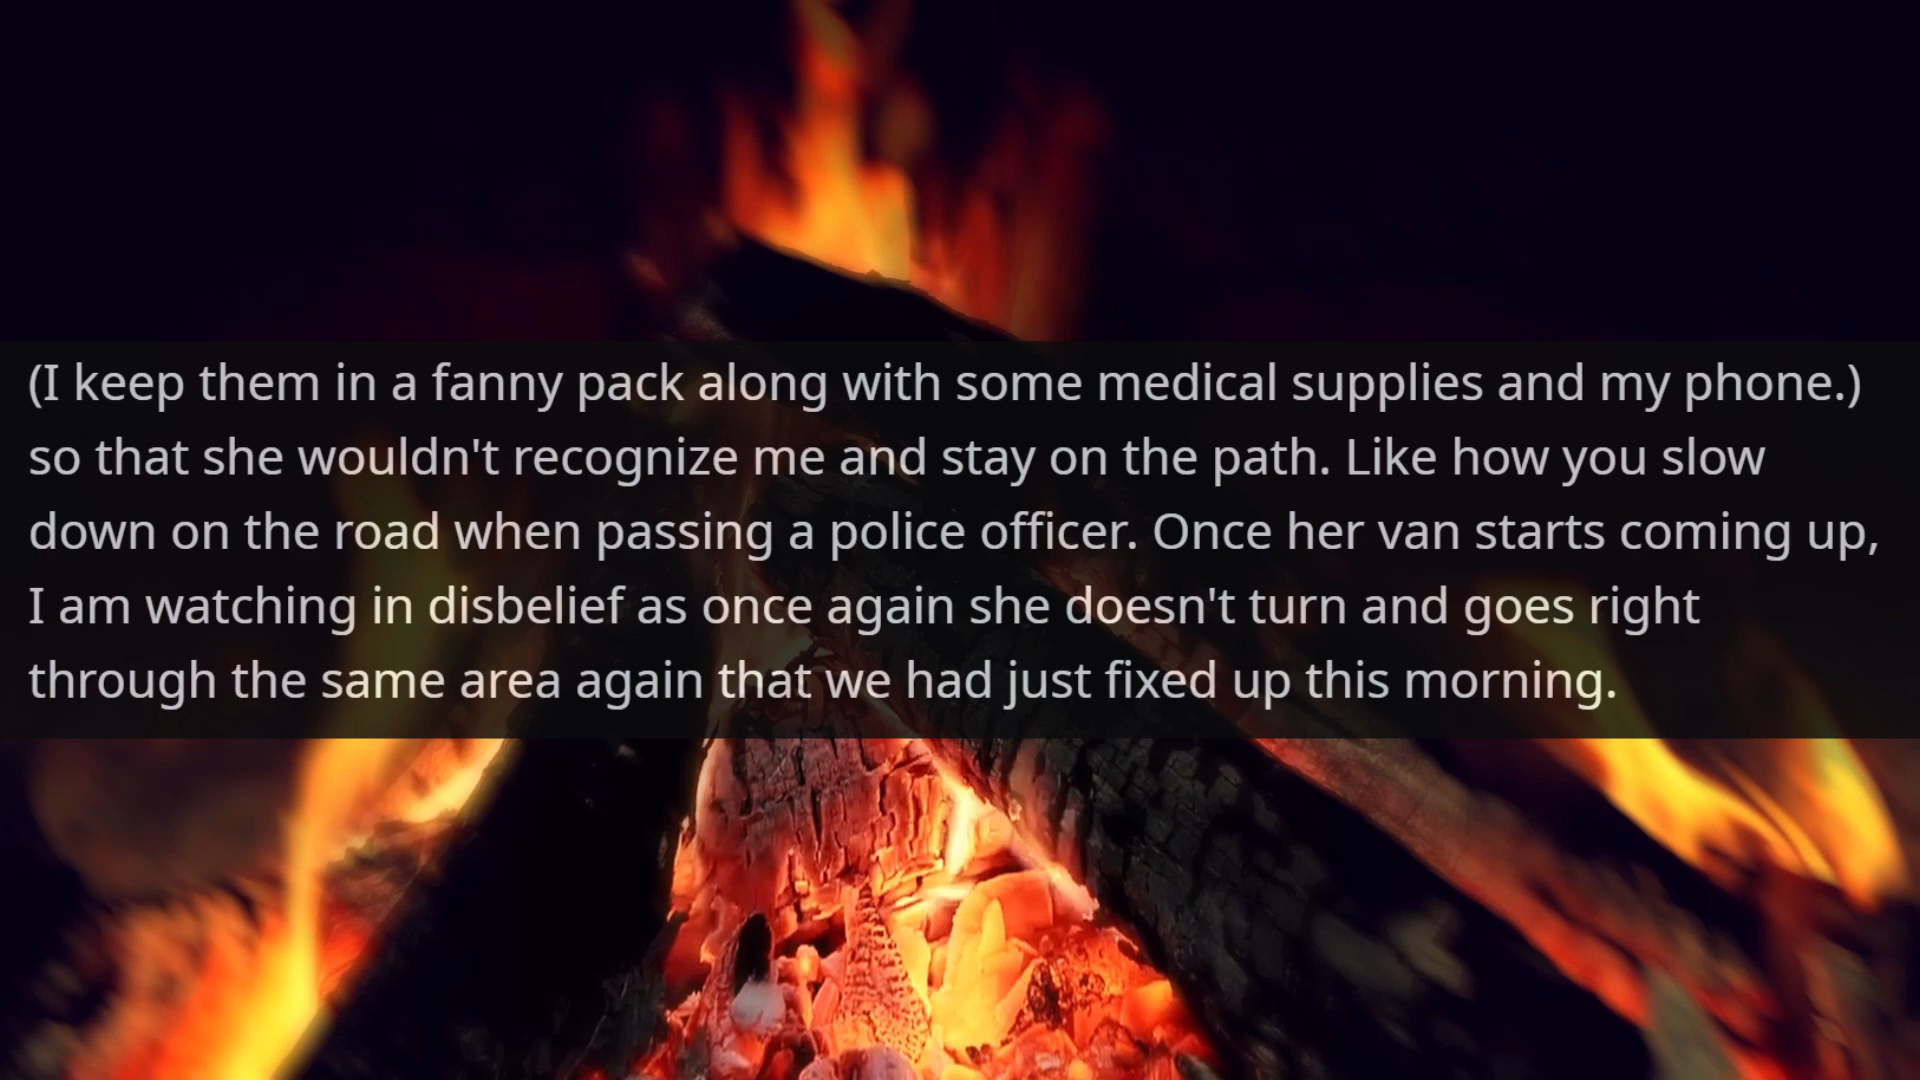 (I keep them in a fanny pack along with some medical supplies and my phone.)
so that she wouldn't recognize me and stay on the path. Like how you slow
down on the road when passing a police officer. Once her van starts coming up,
I am watching in disbelief as once again she doesn't turn and goes right
through the same area again that we had just fixed up this morning.